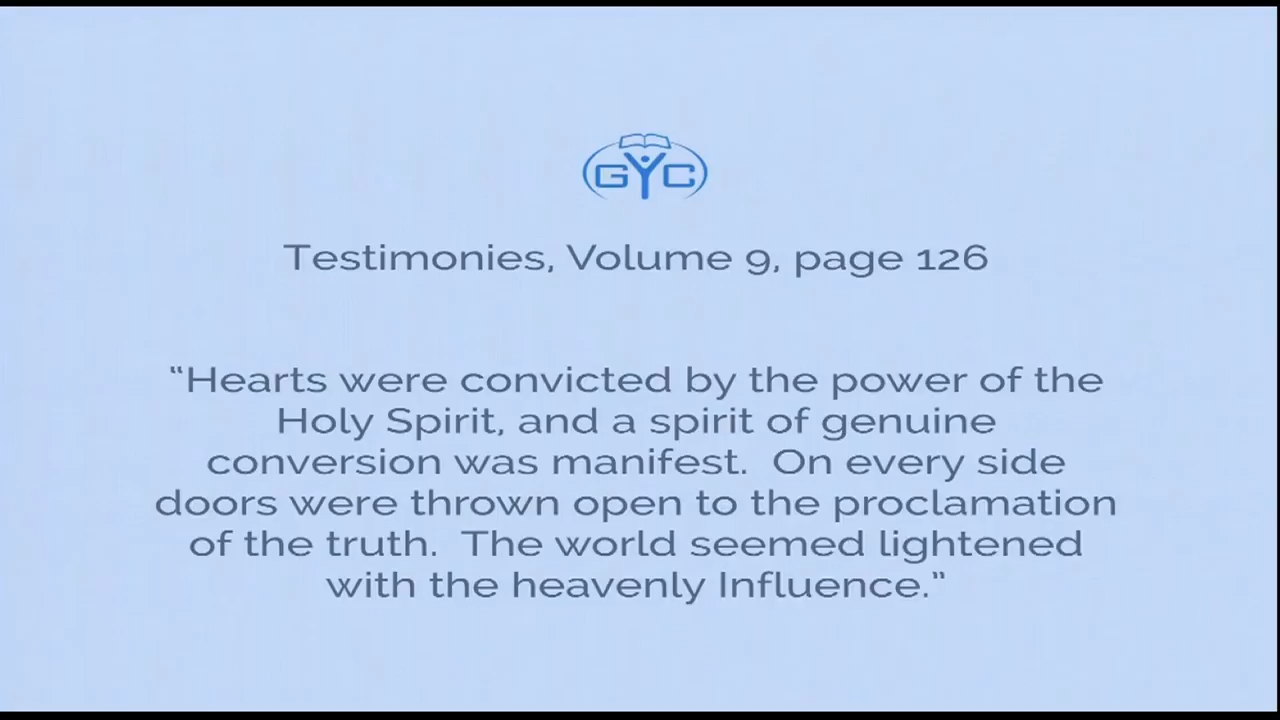 GYC
Testimonies, Volume 9, page 126
“Hearts were convicted by the power of the
Holy Spirit, and a spirit of genuine
conversion was manifest.  On every side
doors were thrown open to the proclamation
of the truth.  The world seemed lightened
with the heavenly Influence.”